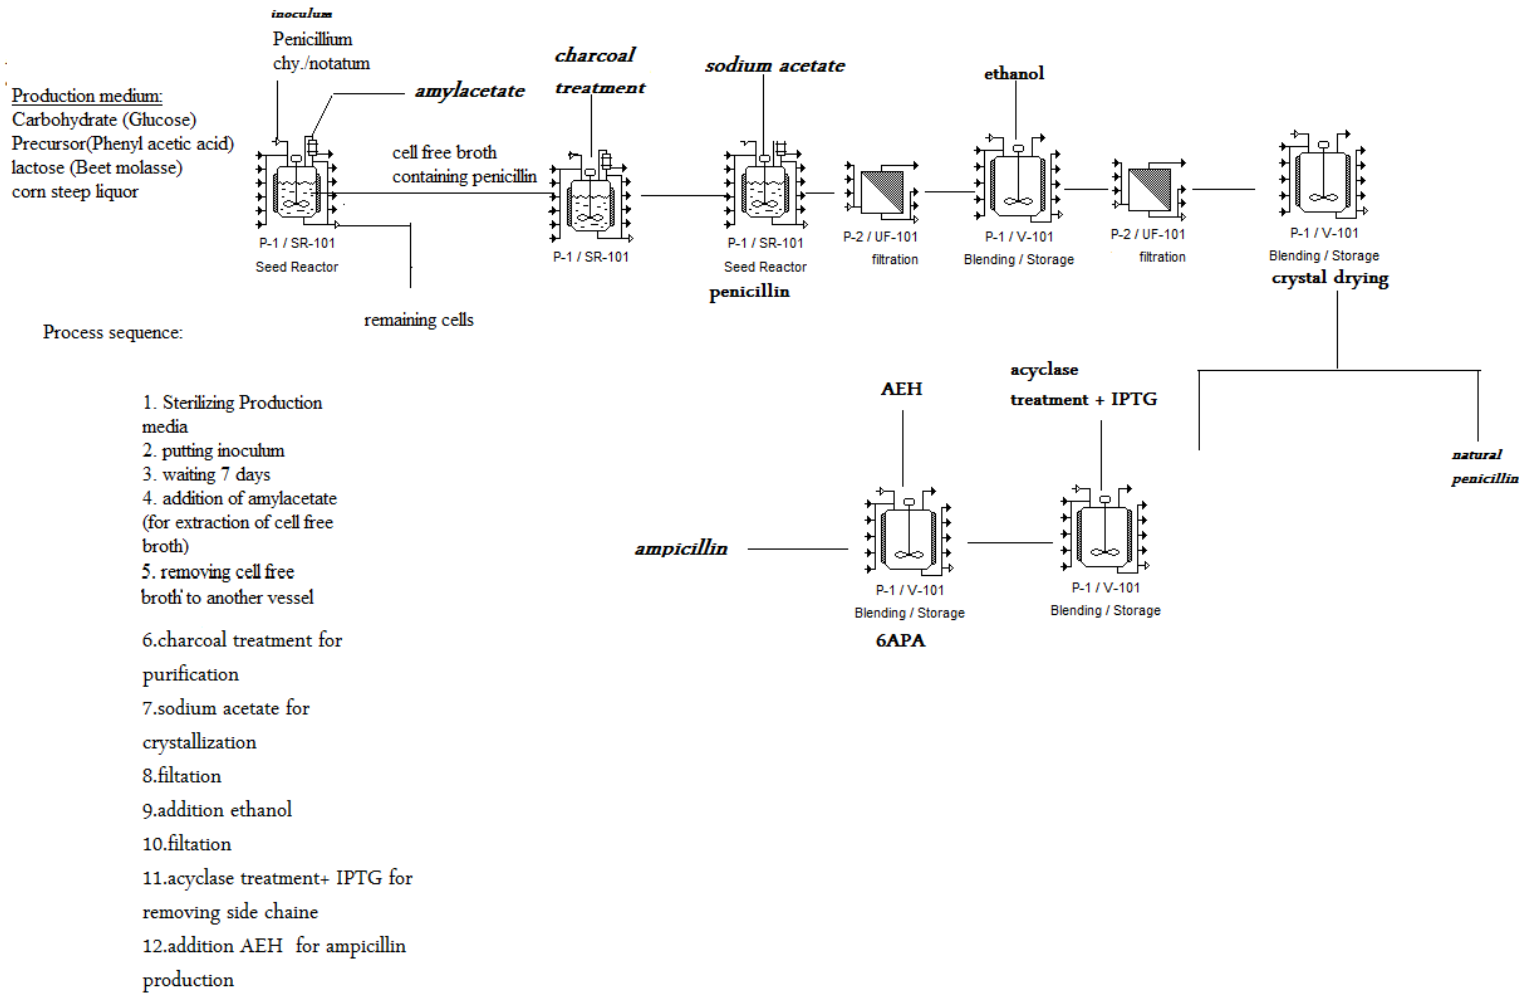 inoculum
Penicillium
chy./notatum
Production medium:
Carbohydrate (Glucose)
Precursor(Phenyl acetic acid)
lactose (Beet molasse)
corn steep liquor
amylacetate
cell free broth
containing penicillin
charcoal
treatment
sodium acetate
ethanol
P-1 / SR-101
Seed Reactor
P-1 / SR-101
P-1 / SR-101
Seed Reactor
penicillin
P-2 / UF-101
filtration
P-1 / V-101
Blending / Storage
P-2 / UF-101
filtration
P-1 / V-101
Blending / Storage
crystal drying
remaining cells
Process sequence:
1. Sterilizing Production
media
2. putting inoculum
3. waiting 7 days
4. addition of amylacetate
(for extraction of cell free
broth)
5. removing cell free
broth to another vessel
6.charcoal treatment for
purification
7.sodium acetate for
crystallization
8.filtation
9.addition ethanol
10.filtation
11.acyclase treatment+ IPTG for
removing side chaine
12.addition AEH for ampicillin
production
AEH
acyclase
treatment + IPTG
natural
penicillin
ampicillin
P-1 / V-101
Blending / Storage
6APA
P-1 / V-101
Blending / Storage